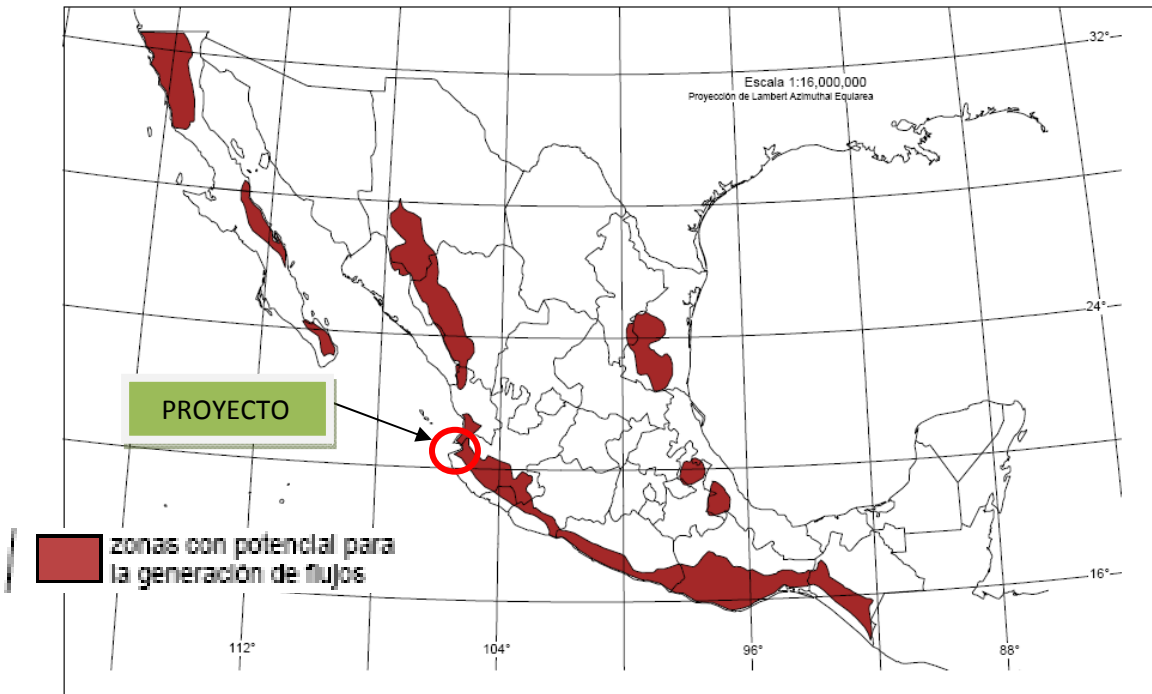 32°
Escala 1:16,000,000
Proyección de Lambert Azimuthal Equiarea
24°
PROYECTO
zonas con potencial para
la generación de flujos
16°
112°
104°
96°
88°